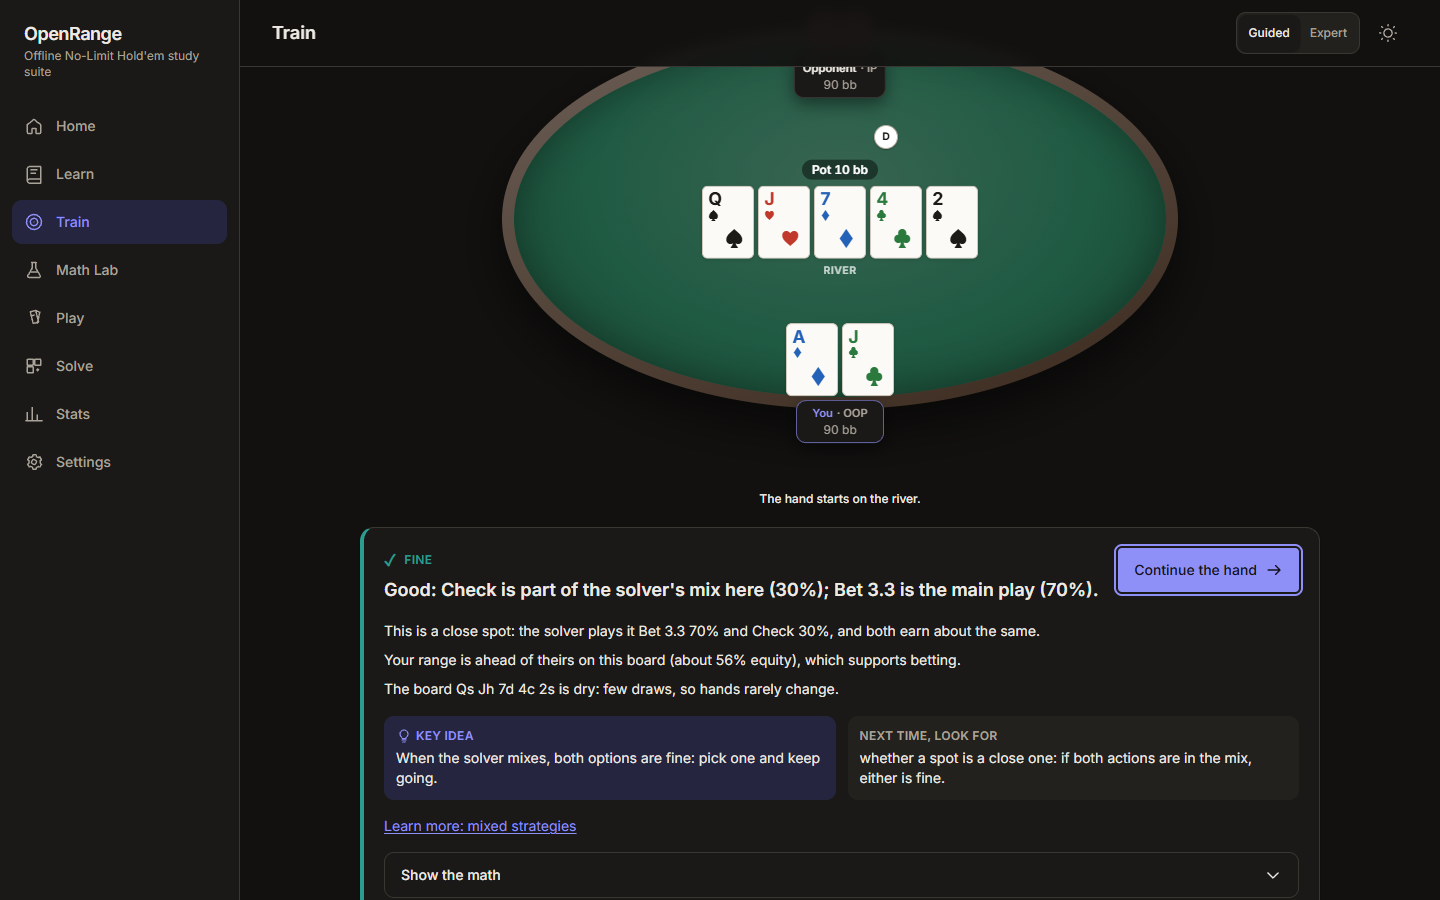 OpenRange
Offline No-Limit Hold'em study
suite
Home
Learn
Train
Math Lab
Play
Solve
Stats
Settings
Train
Guided
Expert
Opponent · IP
90 bb
D
Pot 10 bb
Q
J
7
4
2
RIVER
A
J
You · OOP
90 bb
The hand starts on the river.
FINE
Good: Check is part of the solver's mix here (30%); Bet 3.3 is the main play (70%).
Continue the hand
This is a close spot: the solver plays it Bet 3.3 70% and Check 30%, and both earn about the same.
Your range is ahead of theirs on this board (about 56% equity), which supports betting.
The board Qs Jh 7d 4c 2s is dry: few draws, so hands rarely change.
KEY IDEA
When the solver mixes, both options are fine: pick one and keep
going.
NEXT TIME, LOOK FOR
whether a spot is a close one: if both actions are in the mix,
either is fine.
Learn more: mixed strategies
Show the math